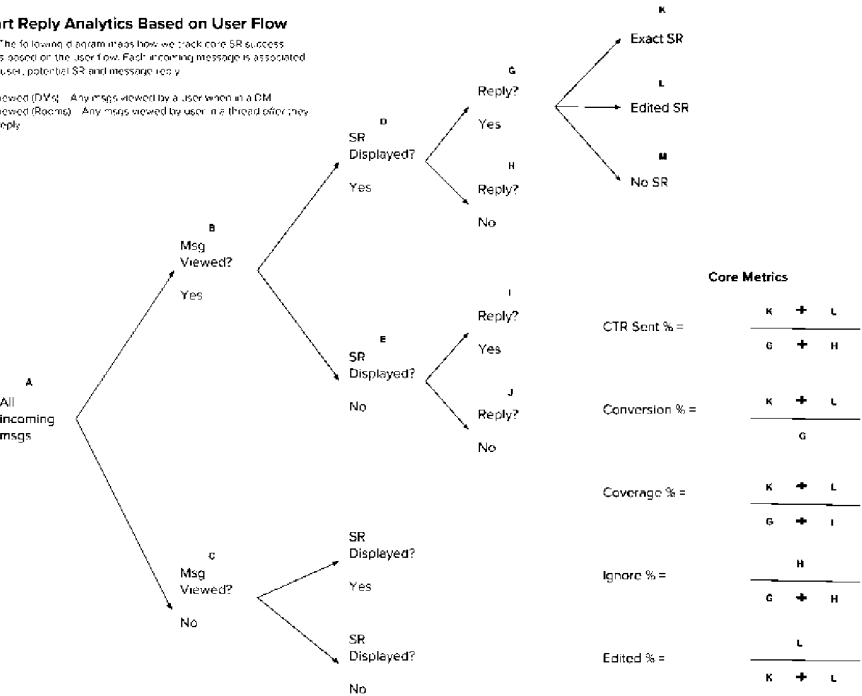 rt Reply Analytics Based on User Flow
The following diagram maps how we track core SR success
s based on the user flow. Each incoming message is associated
user, potential SR and message reply
iewed (DMs) Any msgs viewed by a user when in a DM
iewed (Rooms) Any msgs viewed by user in a thread after they
eply
K
Exact SR
L
Edited SR
M
No SR
G
Reply?
Yes
H
Reply?
No
D
SR
Displayed?
Yes
B
Msg
Viewed?
Yes
I
Reply?
Yes
E
SR
Displayed?
No
J
Reply?
No
A
All
incoming
msgs
C
Msg
Viewed?
No
SR
Displayed?
Yes
SR
Displayed?
No
Core Metrics
CTR Sent % =
K + L
G + H
Conversion % =
K + L
G
Coverage % =
K + L
G + I
Ignore % =
H
G + H
Edited % =
L
K + L